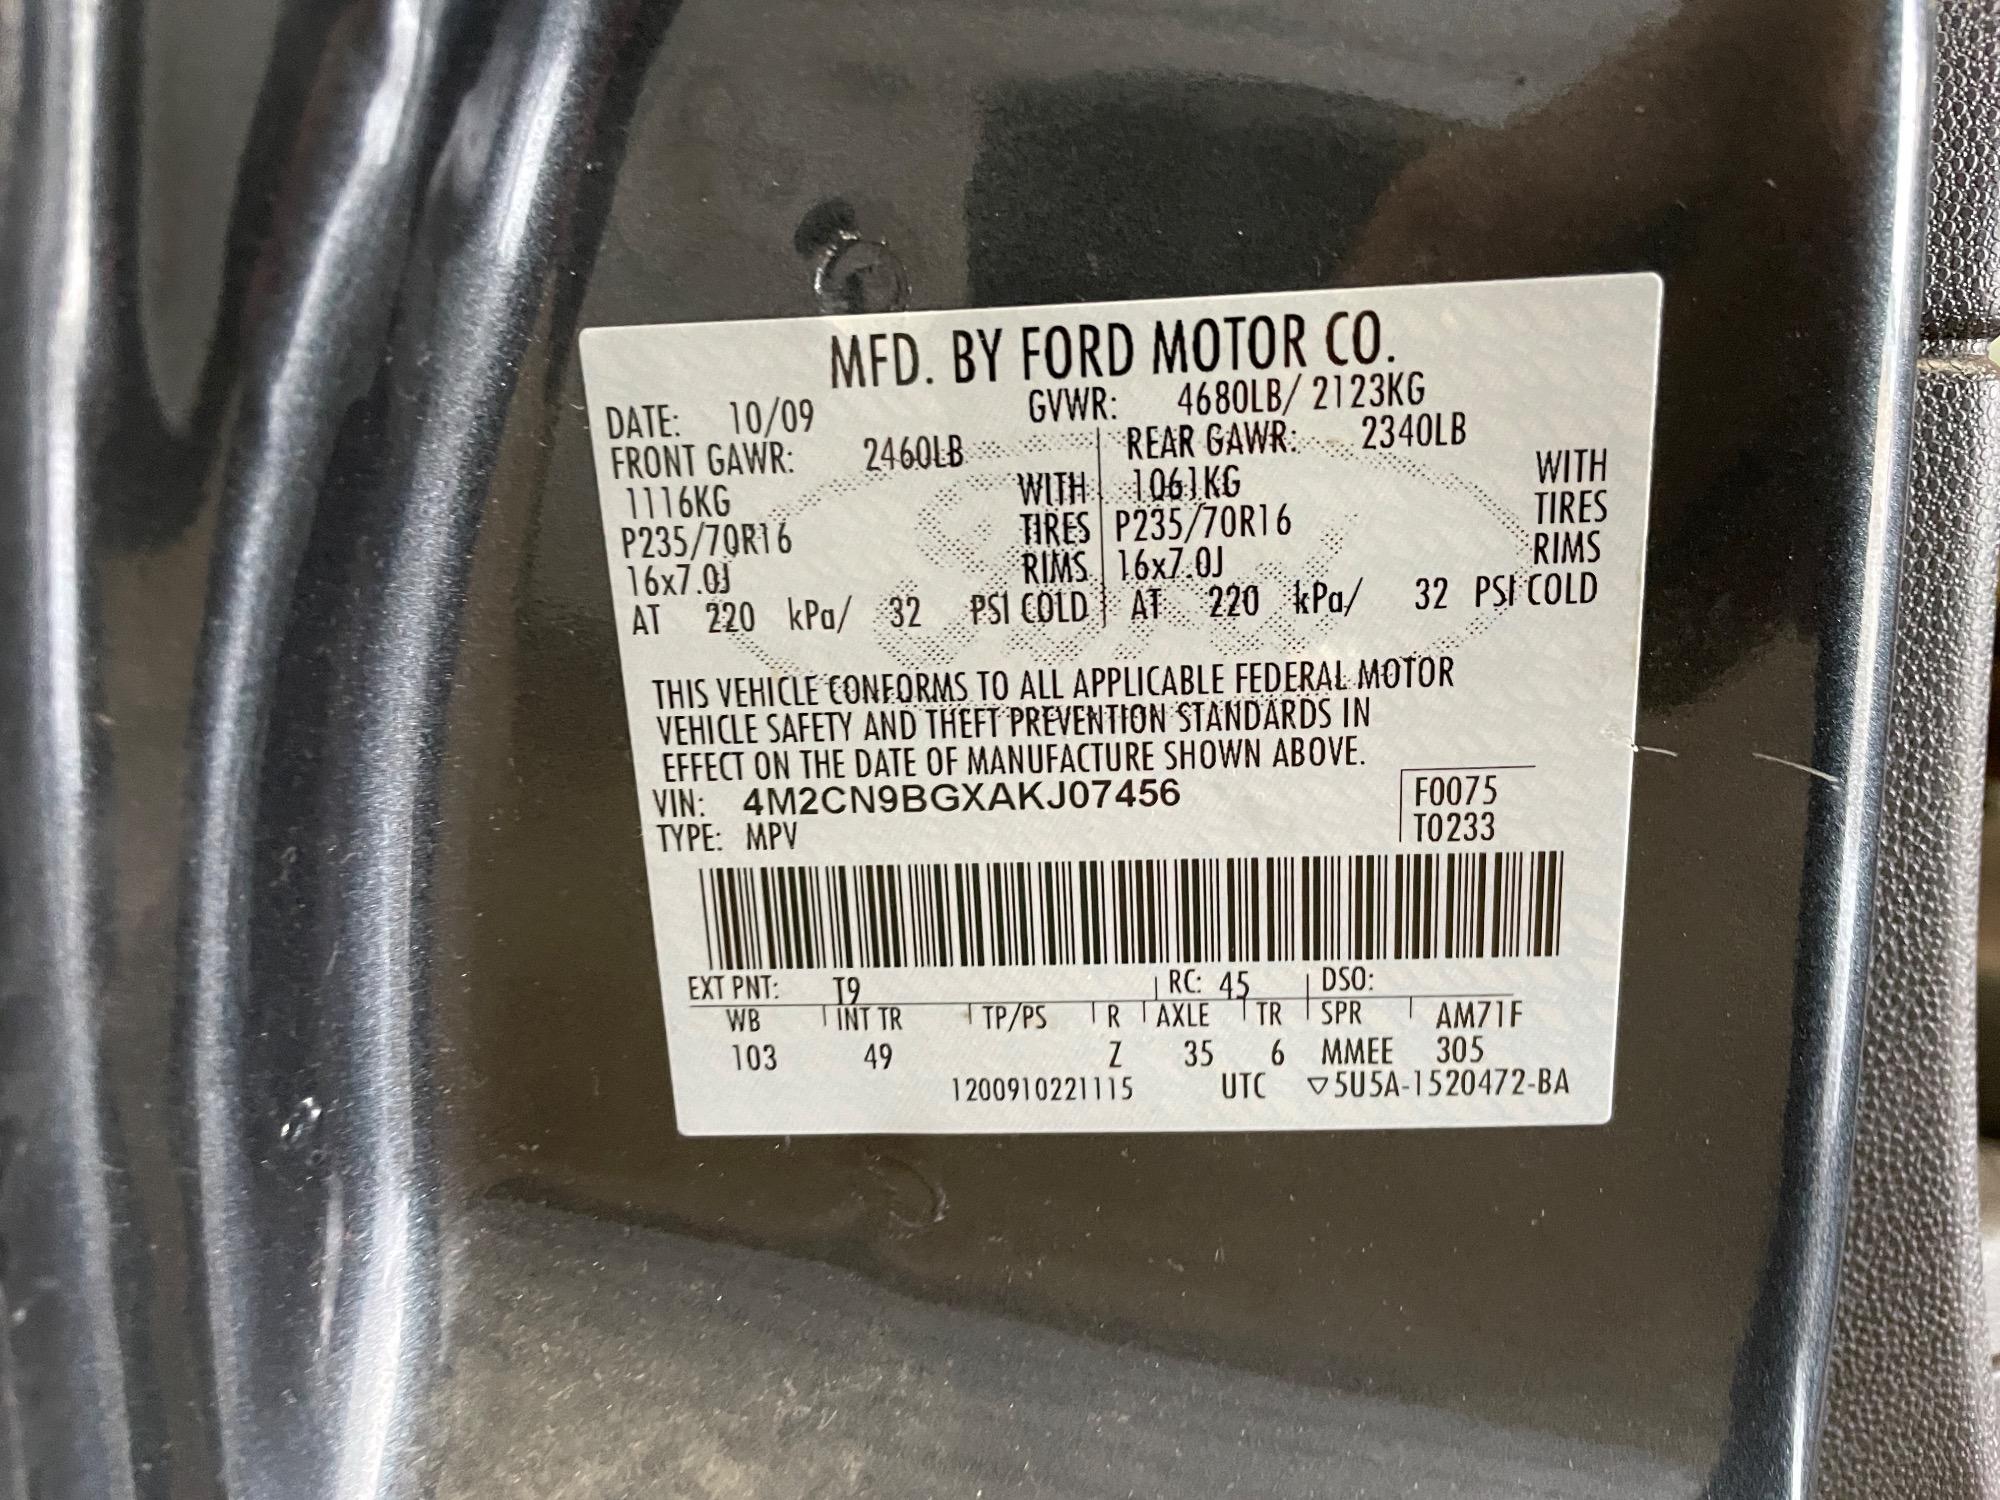 MFD. BY FORD MOTOR CO.
DATE: 10/09 GVWR: 4680LB/ 2123KG
FRONT GAWR: 2460LB REAR GAWR: 2340LB
1116KG WITH 1061KG WITH
P235/70R16 TIRES P235/70R16 TIRES
16x7.0J RIMS 16x7.0J RIMS
AT 220 kPa/ 32 PSI COLD AT 220 kPa/ 32 PSI COLD
THIS VEHICLE CONFORMS TO ALL APPLICABLE FEDERAL MOTOR
VEHICLE SAFETY AND THEFT PREVENTION STANDARDS IN
EFFECT ON THE DATE OF MANUFACTURE SHOWN ABOVE.
VIN: 4M2CN9BGXAKJ07456 F0075
TYPE: MPV T0233
EXT PNT: T9 RC: 45 DSO:
WB INT TR TP/PS R AXLE TR SPR AM71F
103 49 Z 35 6 MMEE 305
1200910221115 UTC ▽5U5A-1520472-BA